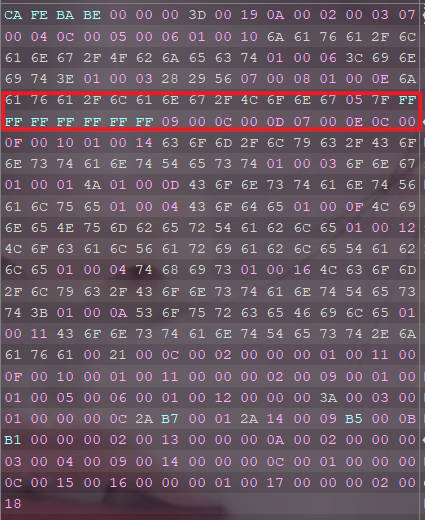 CA FE BA BE 00 00 00 3D 00 19 0A 00 02 00 03 07
00 04 0C 00 05 00 06 01 00 10 6A 61 76 61 2F 6C
61 6E 67 2F 4F 62 6A 65 63 74 01 00 06 3C 69 6E
69 74 3E 01 00 03 28 29 56 07 00 08 01 00 0E 6A
61 76 61 2F 6C 61 6E 67 2F 4C 6F 6E 67 05 7F FF
FF FF FF FF FF FF 09 00 0C 00 0D 07 00 0E 0C 00
0F 00 10 01 00 14 63 6F 6D 2F 6C 79 63 2F 43 6F
6E 73 74 61 6E 74 54 65 73 74 01 00 03 6F 6E 67
01 00 01 4A 01 00 0D 43 6F 6E 73 74 61 6E 74 56
61 6C 75 65 01 00 04 43 6F 64 65 01 00 0F 4C 69
6E 65 4E 75 6D 62 65 72 54 61 62 6C 65 01 00 12
4C 6F 63 61 6C 56 61 72 69 61 62 6C 65 54 61 62
6C 65 01 00 04 74 68 69 73 01 00 16 4C 63 6F 6D
2F 6C 79 63 2F 43 6F 6E 73 74 61 6E 74 54 65 73
74 3B 01 00 0A 53 6F 75 72 63 65 46 69 6C 65 01
00 11 43 6F 6E 73 74 61 6E 74 54 65 73 74 2E 6A
61 76 61 00 21 00 0C 00 02 00 00 00 01 00 11 00
0F 00 10 00 01 00 11 00 00 00 02 00 09 00 01 00
01 00 05 00 06 00 01 00 12 00 00 00 3A 00 03 00
01 00 00 00 0C 2A B7 00 01 2A 14 00 09 B5 00 0B
B1 00 00 00 02 00 13 00 00 00 0A 00 02 00 00 00
03 00 04 00 09 00 14 00 00 00 0C 00 01 00 00 00
0C 00 15 00 16 00 00 00 01 00 17 00 00 00 02 00
18